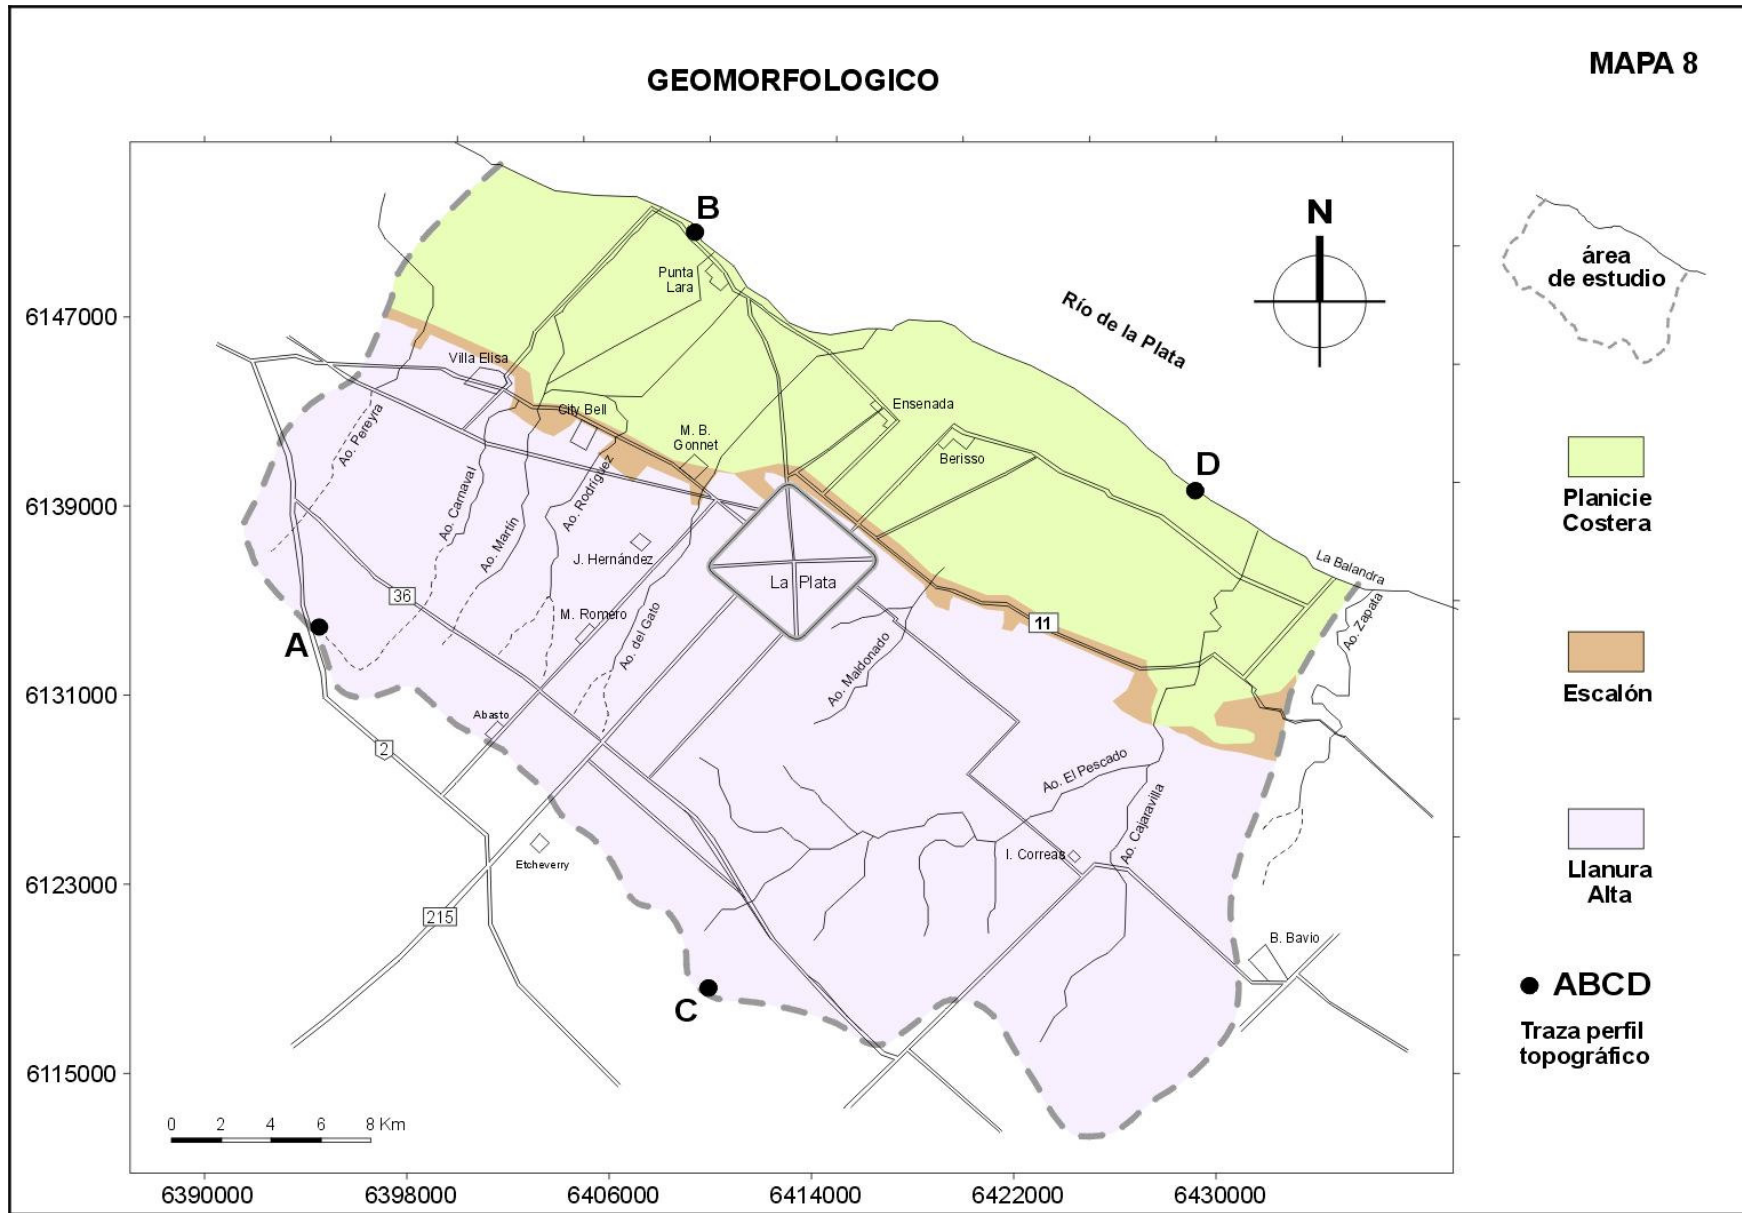 MAPA 8
GEOMORFOLOGICO
B
Punta
Lara
N
Río de la Plata
área
de estudio
6147000
Villa Elisa
City Bell
M. B.
Gonnet
Ensenada
Berisso
D
Ao. Pereyra
Ao. Carnaval
Ao. Martín
Ao. Rodríguez
Planicie
Costera
6139000
J. Hernández
La Plata
La Balandra
36
M. Romero
Ao. del Gato
Ao. Maldonado
11
Ao. Zapata
A
Escalón
6131000
Abasto
2
Ao. El Pescado
Ao. Cajaravilla
Etcheverry
I. Correas
6123000
Llanura
Alta
215
B. Bavio
C
ABCD
Traza perfil
topográfico
6115000
0 2 4 6 8 Km
6390000 6398000 6406000 6414000 6422000 6430000